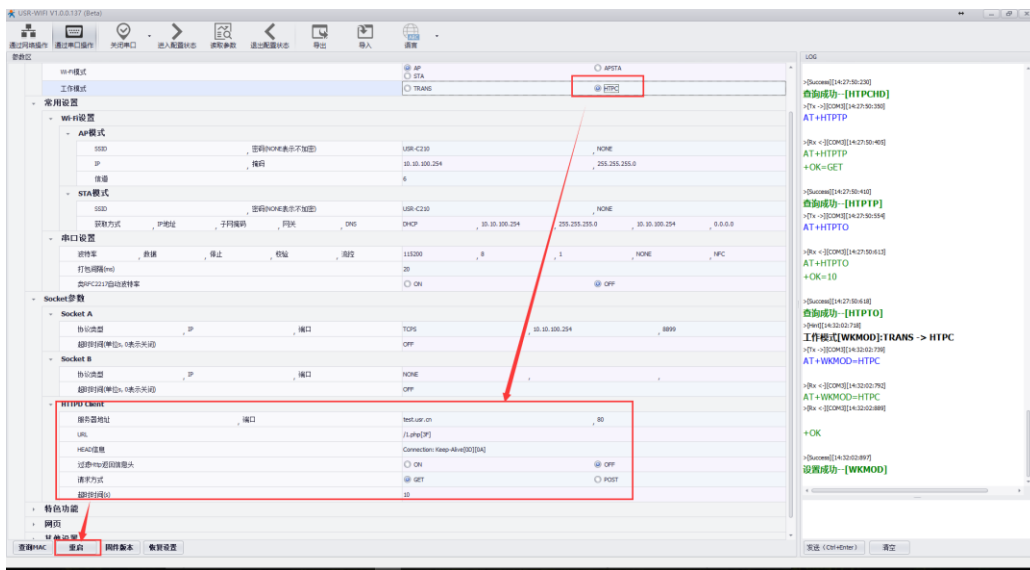 USR-WIFI V1.0.0.137 (Beta)
通过网络操作 通过串口操作 关闭串口 进入配置状态 读取参数 退出配置状态 导出 导入 语言
参数区
Wi-Fi模式 AP APSTA
STA
工作模式 TRANS HTPC
常用设置
Wi-Fi设置
AP模式
SSID , 密码(NONE表示不加密) USR-C210 , NONE
IP , 掩码 10.10.100.254 , 255.255.255.0
信道 6
STA模式
SSID , 密码(NONE表示不加密) USR-C210 , NONE
获取方式 , IP地址 , 子网掩码 , 网关 , DNS DHCP , 10.10.100.254 , 255.255.255.0 , 10.10.100.254 , 0.0.0.0
串口设置
波特率 , 数据 , 停止 , 校验 , 流控 115200 , 8 , 1 , NONE , NFC
打包间隔(ms) 20
类RFC2217自动波特率 ON OFF
Socket参数
Socket A
协议类型 , IP , 端口 TCPS , 10.10.100.254 , 8899
超时时间(单位s, 0表示关闭) OFF
Socket B
协议类型 , IP , 端口 NONE , ,
超时时间(单位s, 0表示关闭) OFF
HTTPD Client
服务器地址 , 端口 test.usr.cn , 80
URL /1.php[3F]
HEAD信息 Connection: Keep-Alive[0D][0A]
过滤Http返回信息头 ON OFF
请求方式 GET POST
超时时间(s) 10
特色功能
网页
其他设置
查询MAC 重启 固件版本 恢复设置
LOG
>[Success][14:27:50:230]
查询成功--[HTPCHD]
>[Tx ->][COM3][14:27:50:350]
AT+HTPTP
>[Rx <-][COM3][14:27:50:405]
AT+HTPTP
+OK=GET
>[Success][14:27:50:410]
查询成功--[HTPTP]
>[Tx ->][COM3][14:27:50:554]
AT+HTPTO
>[Rx <-][COM3][14:27:50:613]
AT+HTPTO
+OK=10
>[Success][14:27:50:618]
查询成功--[HTPTO]
>[Hint][14:32:02:718]
工作模式[WKMOD]:TRANS -> HTPC
>[Tx ->][COM3][14:32:02:739]
AT+WKMOD=HTPC
>[Rx <-][COM3][14:32:02:792]
AT+WKMOD=HTPC
>[Rx <-][COM3][14:32:02:889]
+OK
>[Success][14:32:02:897]
设置成功--[WKMOD]
发送 (Ctrl+Enter) 清空